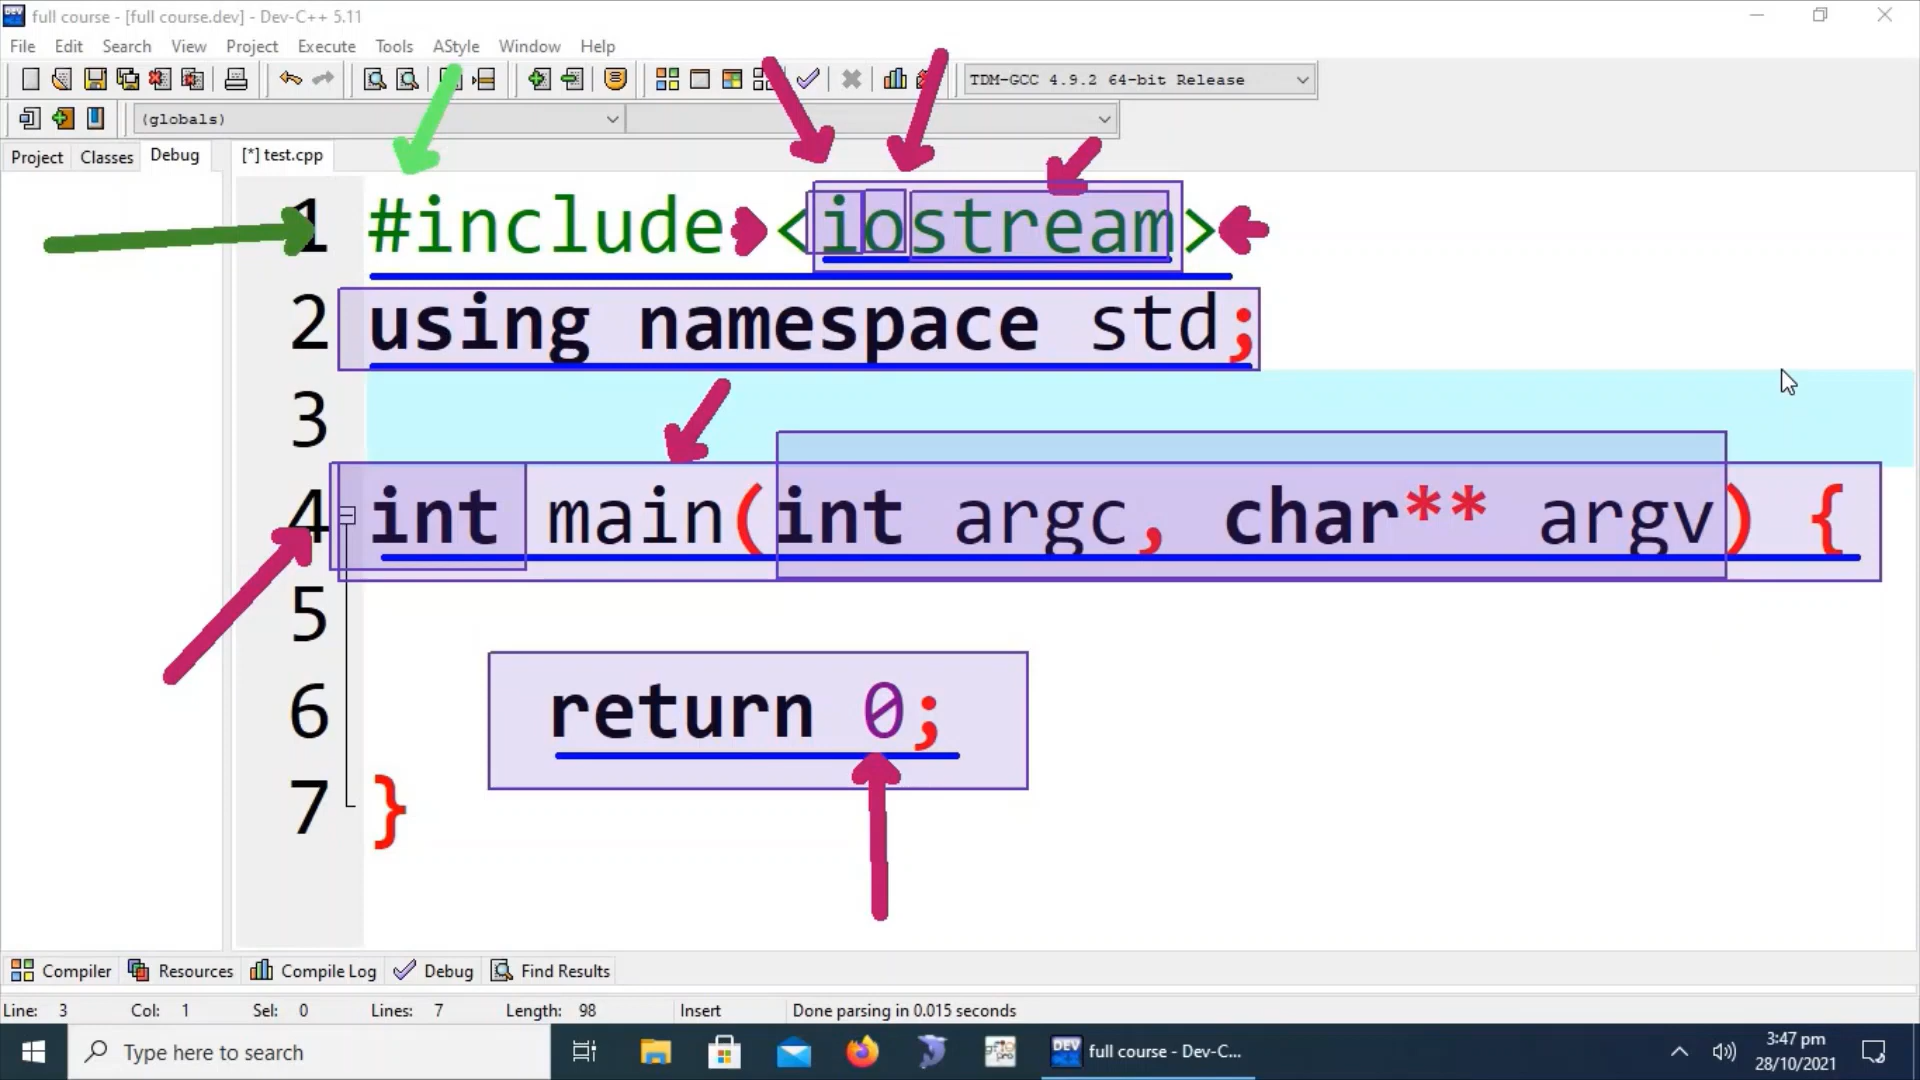 full course - [full course.dev] - Dev-C++ 5.11
File Edit Search View Project Execute Tools AStyle Window Help
TDM-GCC 4.9.2 64-bit Release
(globals)
Project Classes Debug [*] test.cpp
1 #include <iostream>
2 using namespace std;
3
4 int main(int argc, char** argv) {
5
6 return 0;
7 }
Compiler Resources Compile Log Debug Find Results
Line: 3 Col: 1 Sel: 0 Lines: 7 Length: 98 Insert Done parsing in 0.015 seconds
Type here to search DEV full course - Dev-C... 3:47 pm
28/10/2021